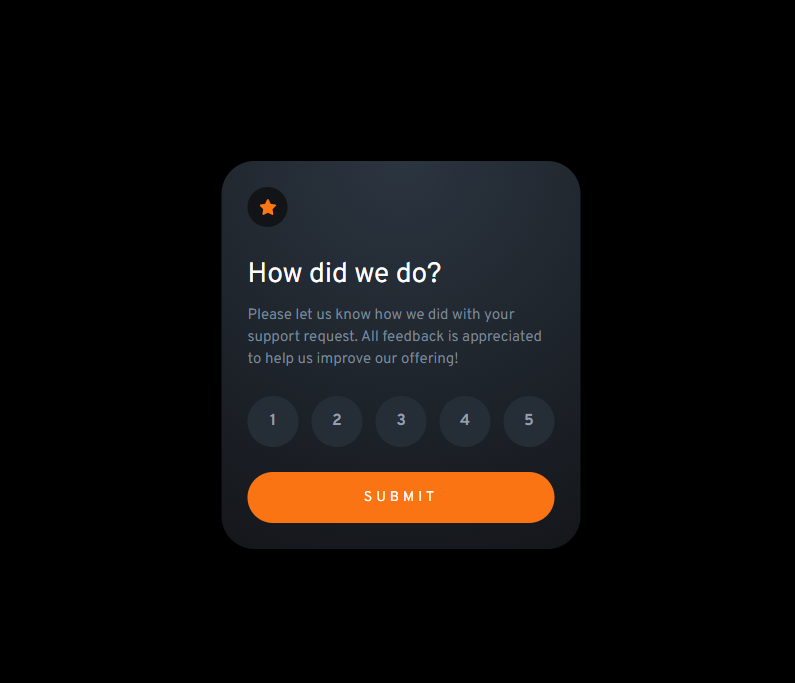 How did we do?
Please let us know how we did with your
support request. All feedback is appreciated
to help us improve our offering!
1 2 3 4 5
SUBMIT